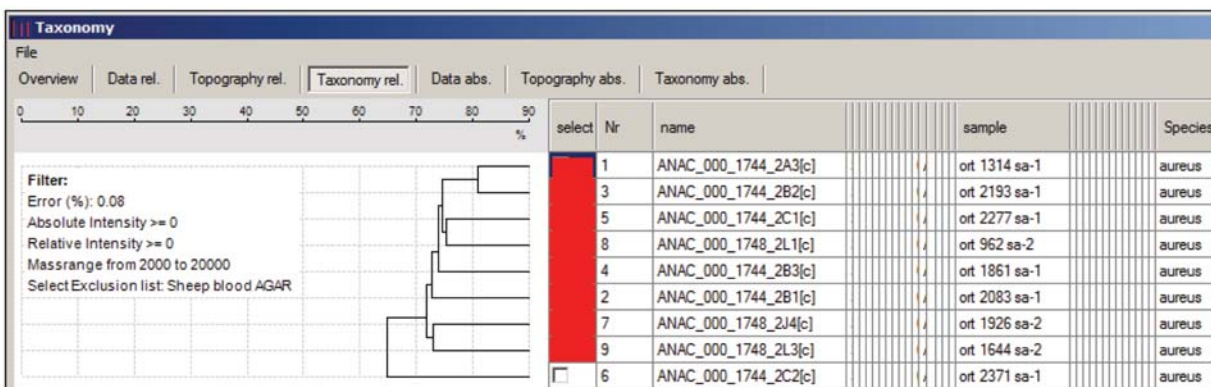 Taxonomy
File
Overview Data rel. Topography rel. Taxonomy rel. Data abs. Topography abs. Taxonomy abs.
0 10 20 30 40 50 60 70 80 90
%
select Nr name sample Species
Filter:
Error (%): 0.08
Absolute Intensity >= 0
Relative Intensity >= 0
Massrange from 2000 to 20000
Select Exclusion list: Sheep blood AGAR
1 ANAC_000_1744_2A3[c] ort 1314 sa-1 aureus
3 ANAC_000_1744_2B2[c] ort 2193 sa-1 aureus
5 ANAC_000_1744_2C1[c] ort 2277 sa-1 aureus
8 ANAC_000_1748_2L1[c] ort 962 sa-2 aureus
4 ANAC_000_1744_2B3[c] ort 1861 sa-1 aureus
2 ANAC_000_1744_2B1[c] ort 2083 sa-1 aureus
7 ANAC_000_1748_2J4[c] ort 1926 sa-2 aureus
9 ANAC_000_1748_2L3[c] ort 1644 sa-2 aureus
6 ANAC_000_1744_2C2[c] ort 2371 sa-1 aureus